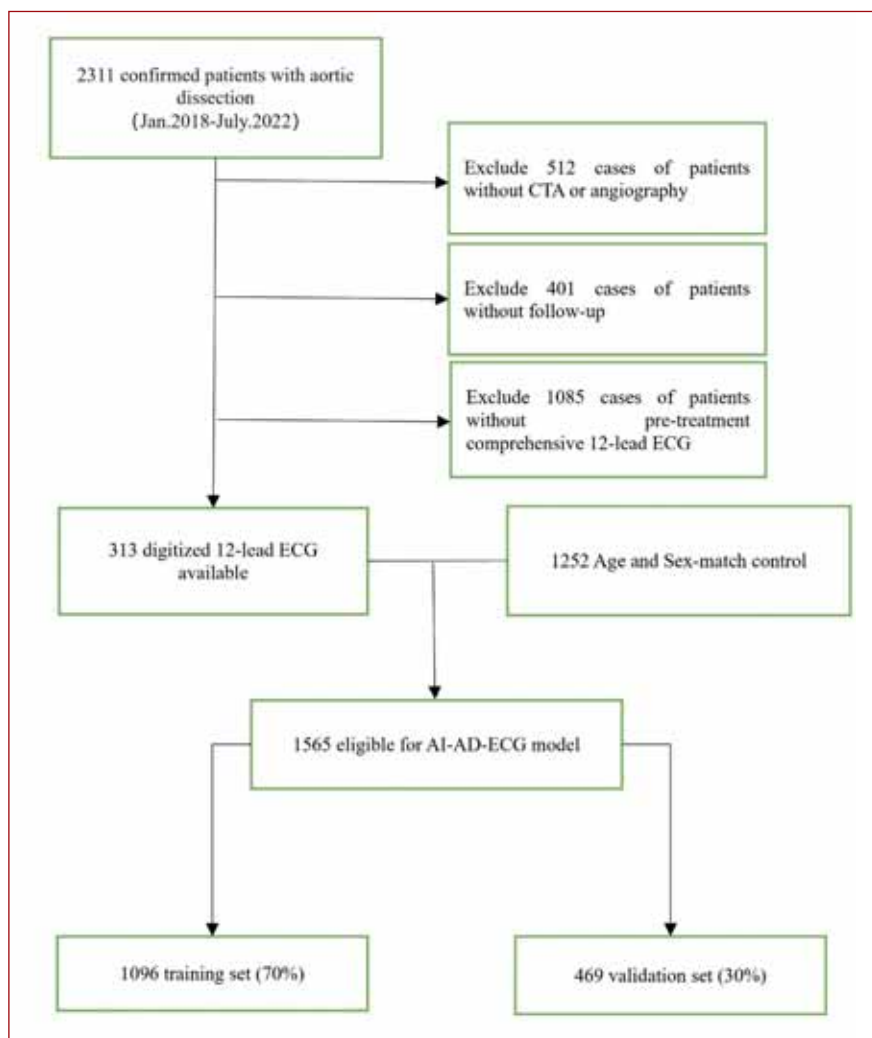 2311 confirmed patients with aortic
dissection
(Jan.2018-July.2022)
Exclude 512 cases of patients
without CTA or angiography
Exclude 401 cases of patients
without follow-up
Exclude 1085 cases of patients
without pre-treatment
comprehensive 12-lead ECG
313 digitized 12-lead ECG
available
1252 Age and Sex-match control
1565 eligible for AI-AD-ECG model
1096 training set (70%)
469 validation set (30%)